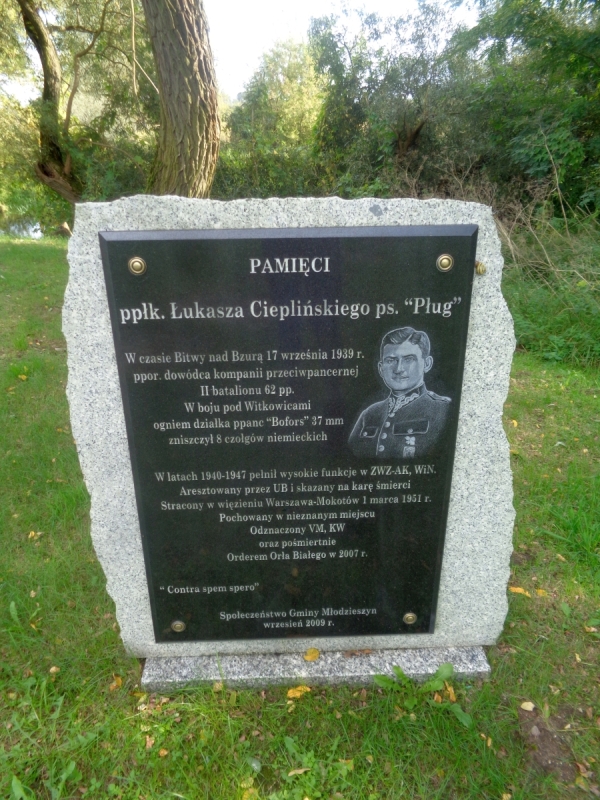 PAMIĘCI
ppłk. Łukasza Cieplińskiego ps. “Pług”
W czasie Bitwy nad Bzurą 17 września 1939 r.
ppor. dowódca kompanii przeciwpancernej
II batalionu 62 pp.
W boju pod Witkowicami
ogniem działka ppanc “Bofors” 37 mm
zniszczył 8 czołgów niemieckich
W latach 1940-1947 pełnił wysokie funkcje w ZWZ-AK, WiN.
Aresztowany przez UB i skazany na karę śmierci
Stracony w więzieniu Warszawa-Mokotów 1 marca 1951 r.
Pochowany w nieznanym miejscu
Odznaczony VM, KW
oraz pośmiertnie
Orderem Orła Białego w 2007 r.
“ Contra spem spero”
Społeczeństwo Gminy Młodzieszyn
wrzesień 2009 r.